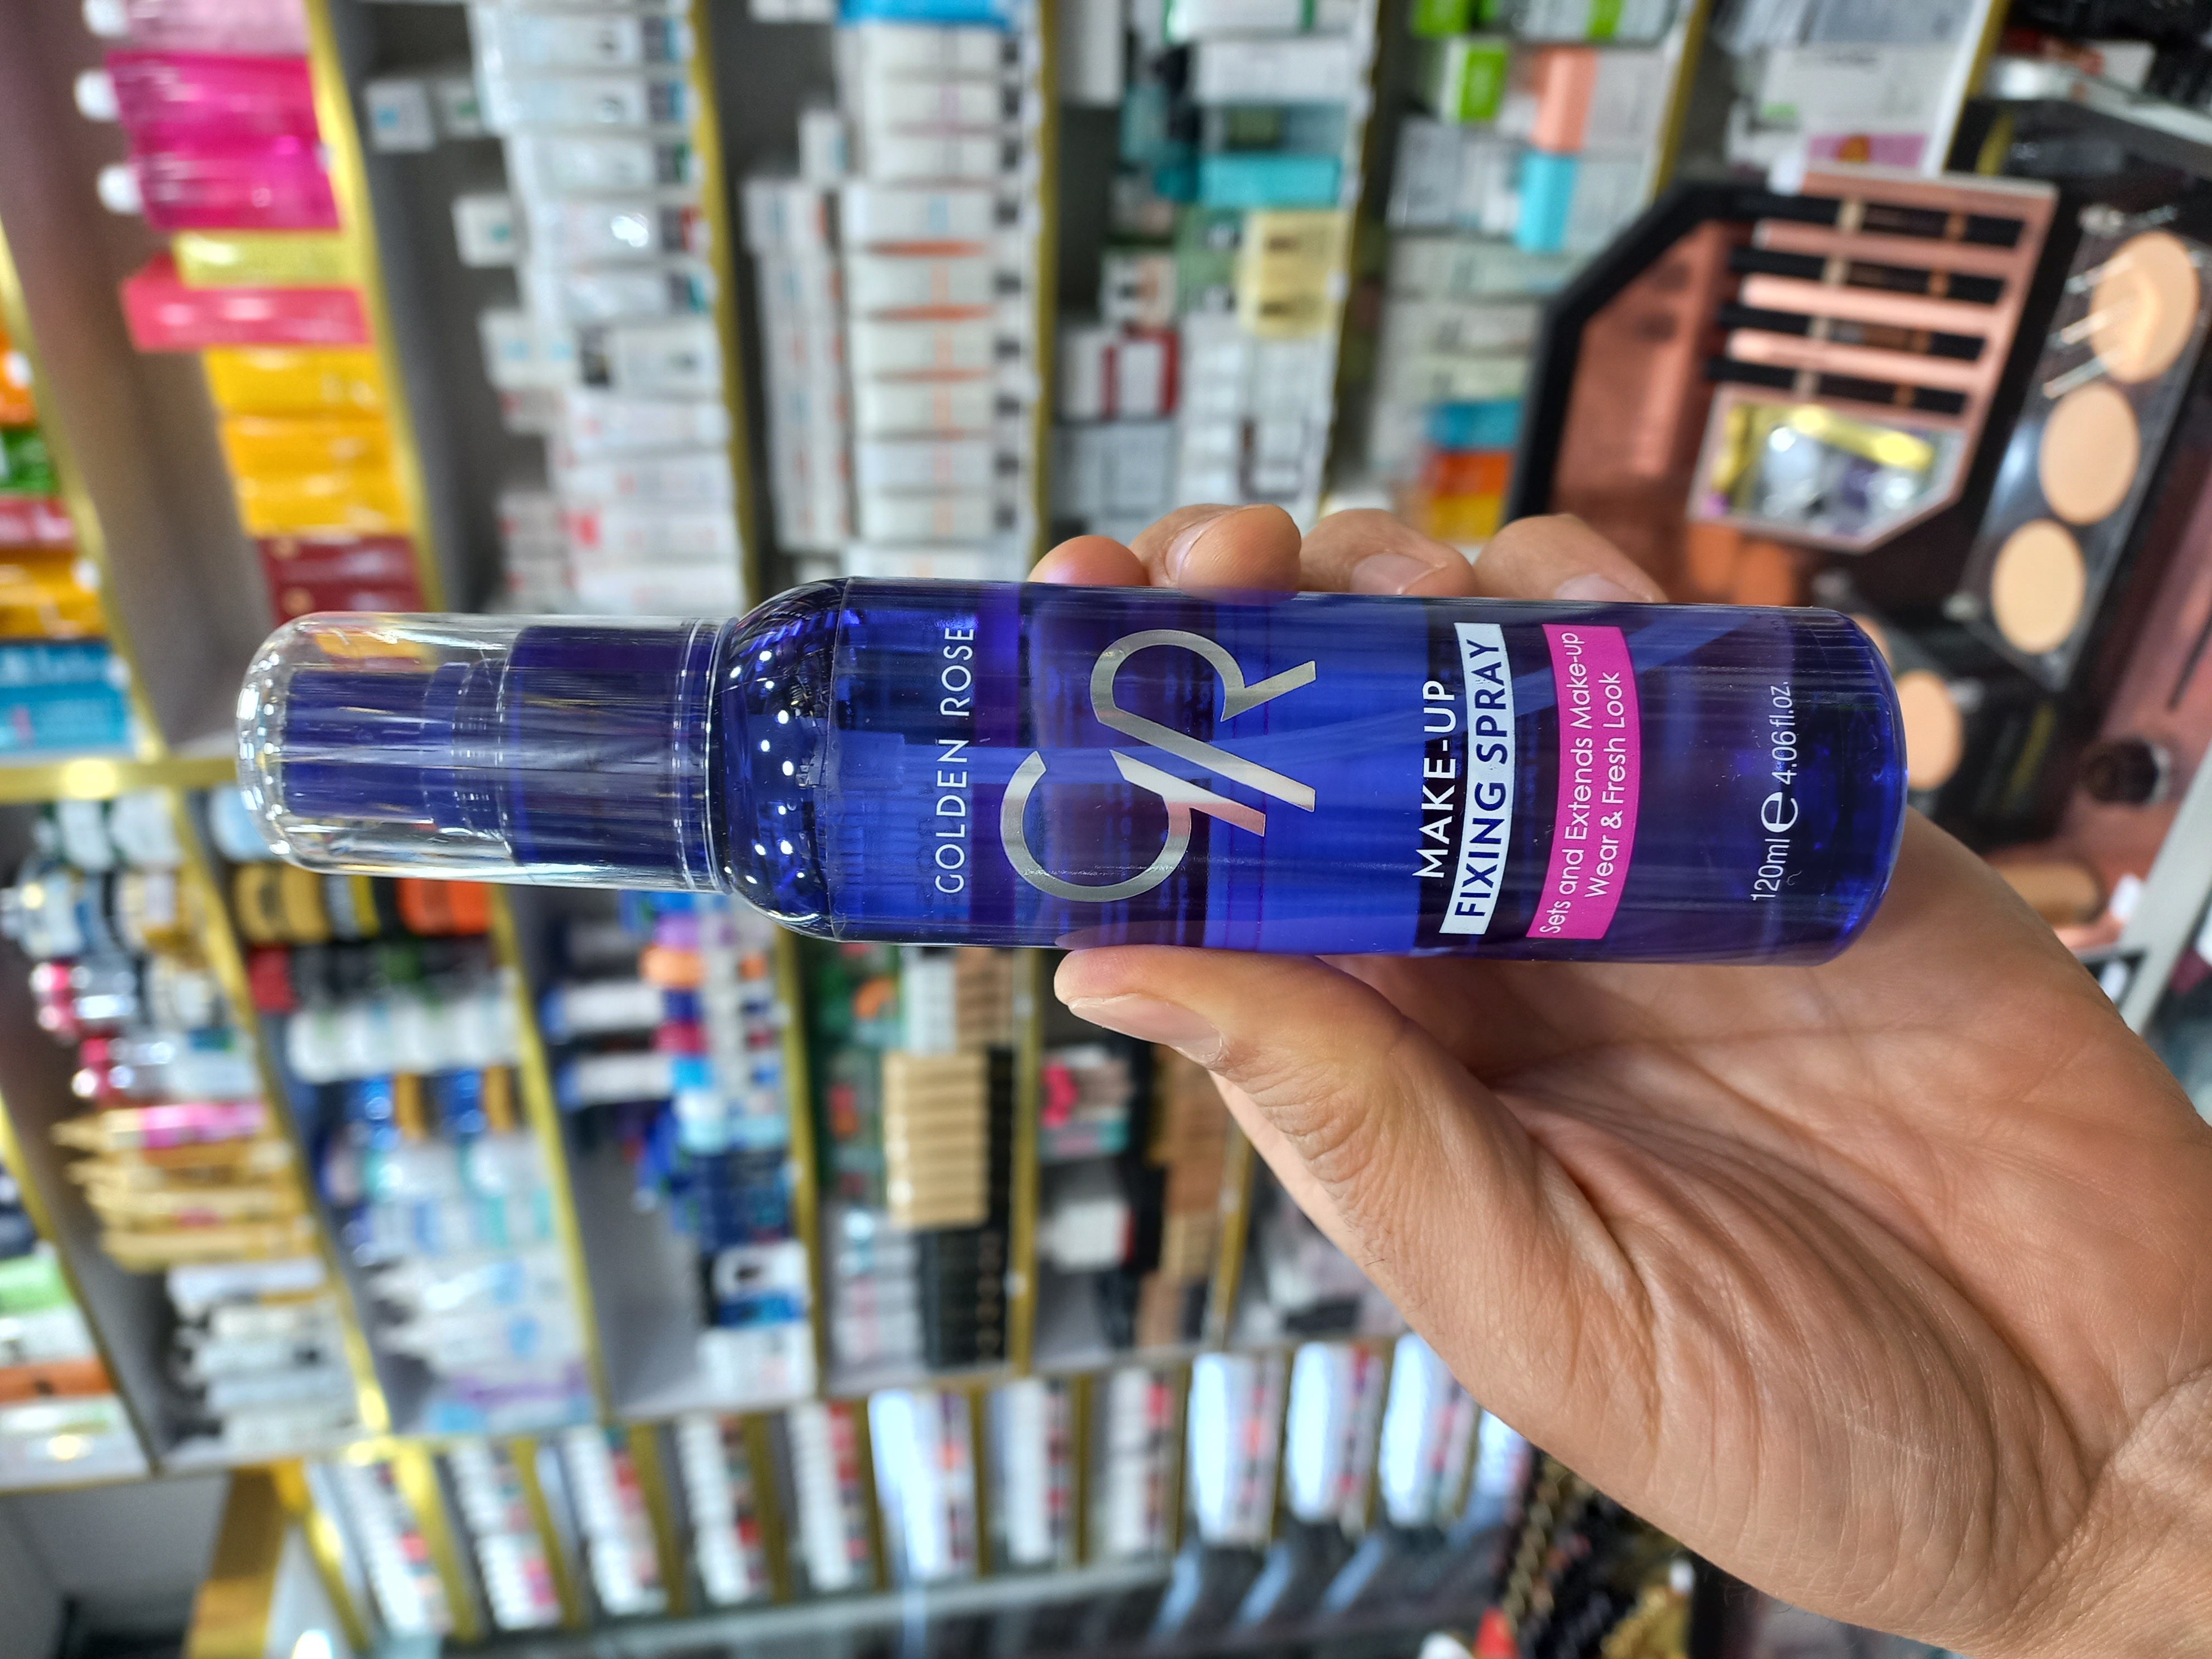 GOLDEN ROSE
GR
MAKE-UP
FIXING SPRAY
Sets and Extends Make-up
Wear & Fresh Look
120ml e 4.06fl.oz.